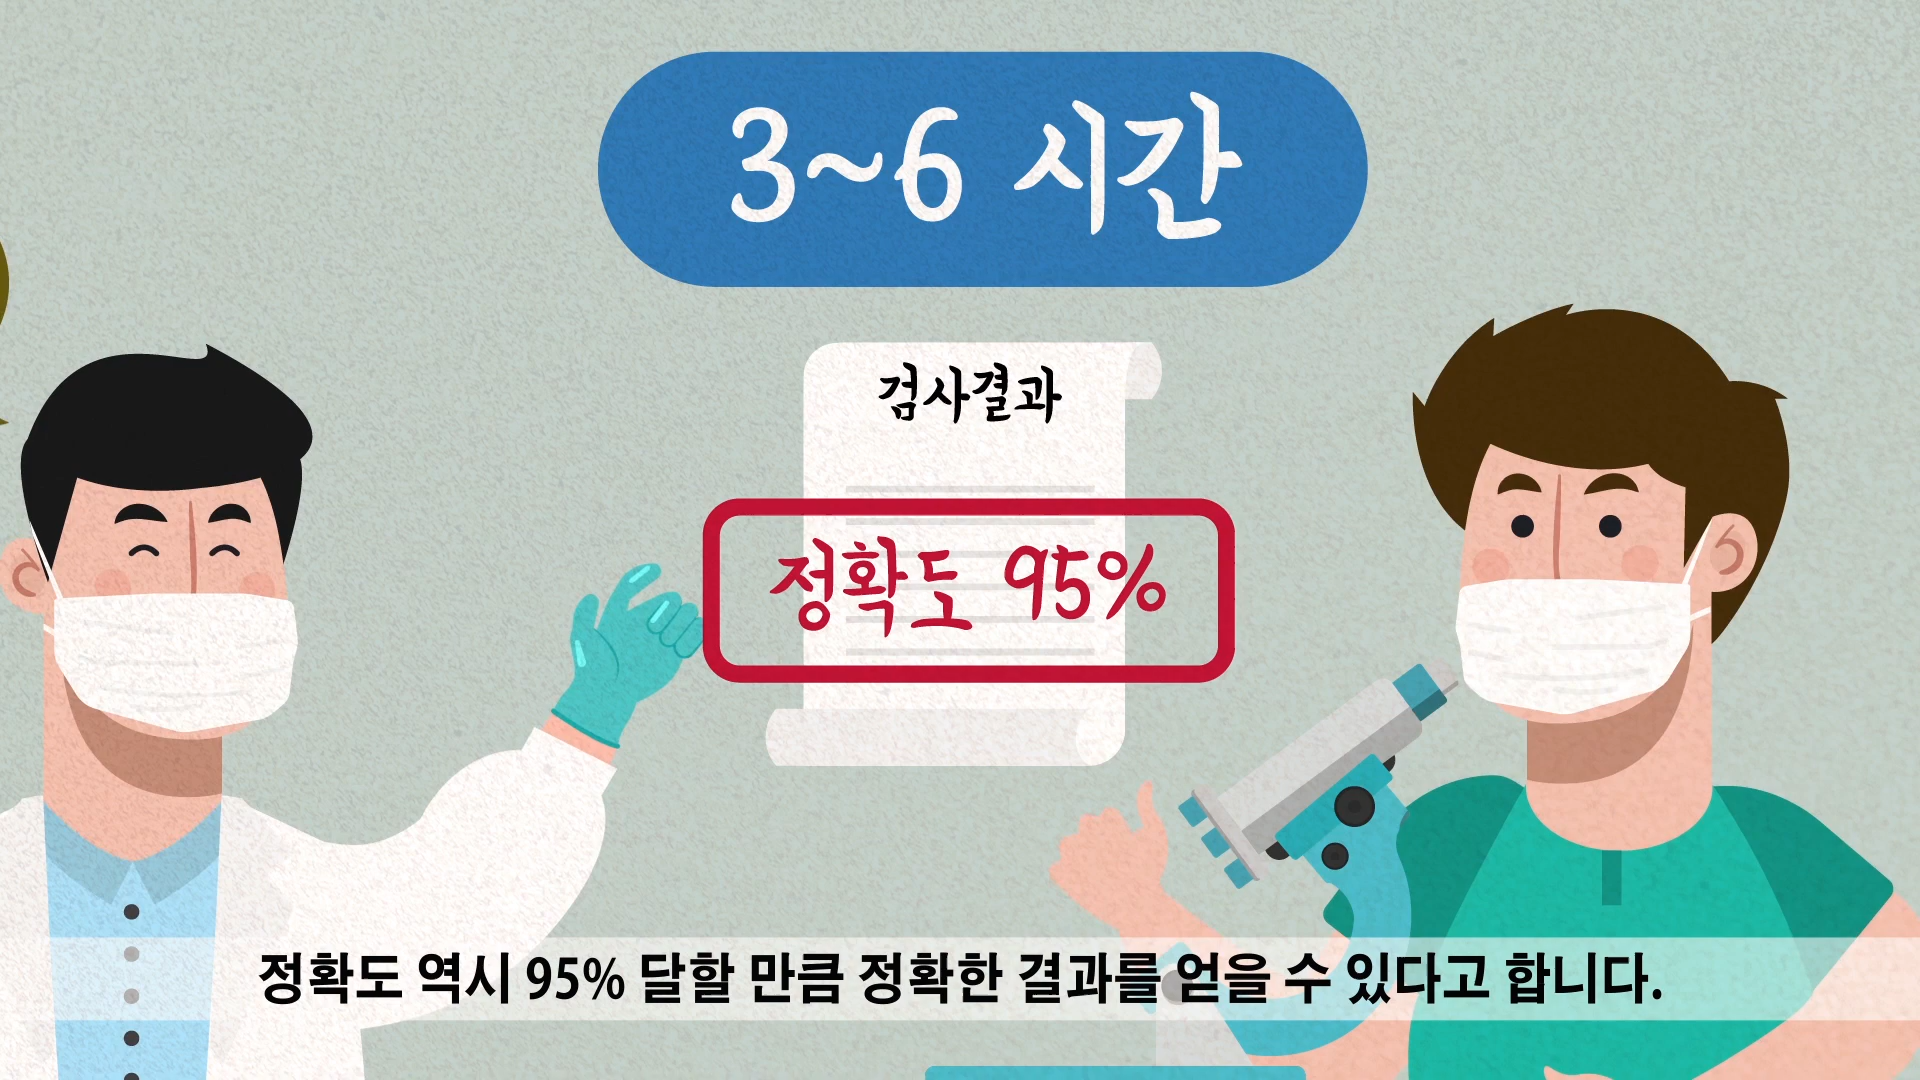 3~6 시간
검사결과
정확도 95%
정확도 역시 95% 달할 만큼 정확한 결과를 얻을 수 있다고 합니다.